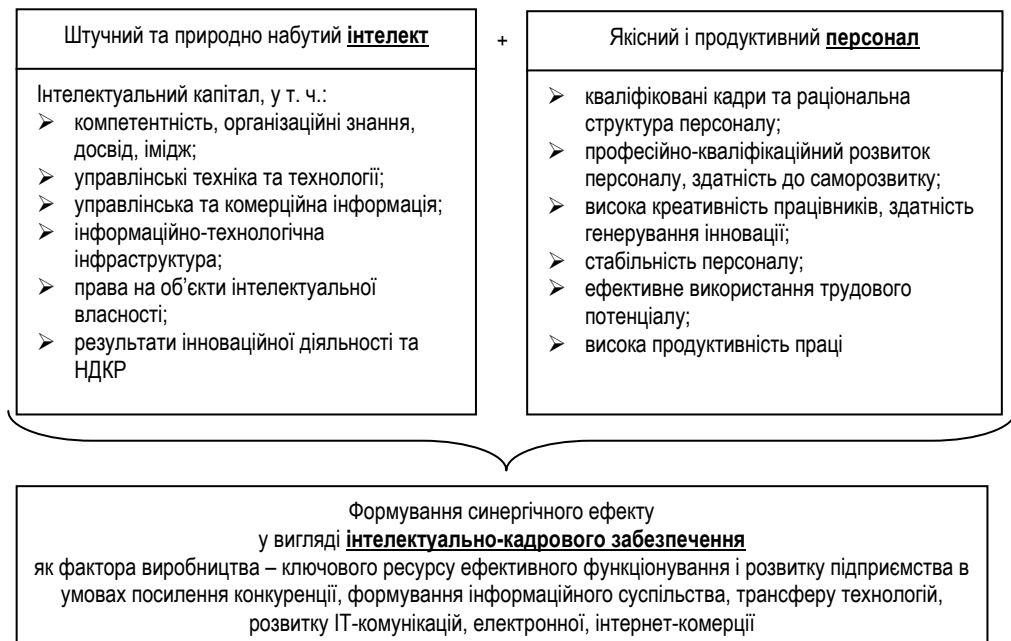 Штучний та природно набутий інтелект
+
Якісний і продуктивний персонал
Інтелектуальний капітал, у т. ч.:
➢ компетентність, організаційні знання,
досвід, імідж;
➢ управлінські техніка та технології;
➢ управлінська та комерційна інформація;
➢ інформаційно-технологічна
інфраструктура;
➢ права на об’єкти інтелектуальної
власності;
➢ результати інноваційної діяльності та
НДКР
➢ кваліфіковані кадри та раціональна
структура персоналу;
➢ професійно-кваліфікаційний розвиток
персоналу, здатність до саморозвитку;
➢ висока креативність працівників, здатність
генерування інновації;
➢ стабільність персоналу;
➢ ефективне використання трудового
потенціалу;
➢ висока продуктивність праці
Формування синергічного ефекту
у вигляді інтелектуально-кадрового забезпечення
як фактора виробництва – ключового ресурсу ефективного функціонування і розвитку підприємства в
умовах посилення конкуренції, формування інформаційного суспільства, трансферу технологій,
розвитку ІТ-комунікацій, електронної, інтернет-комерції